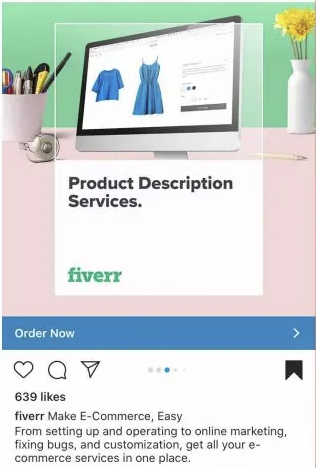 Product Description
Services.
fiverr
Order Now
639 likes
fiverr Make E-Commerce, Easy
From setting up and operating to online marketing,
fixing bugs, and customization, get all your e-
commerce services in one place.